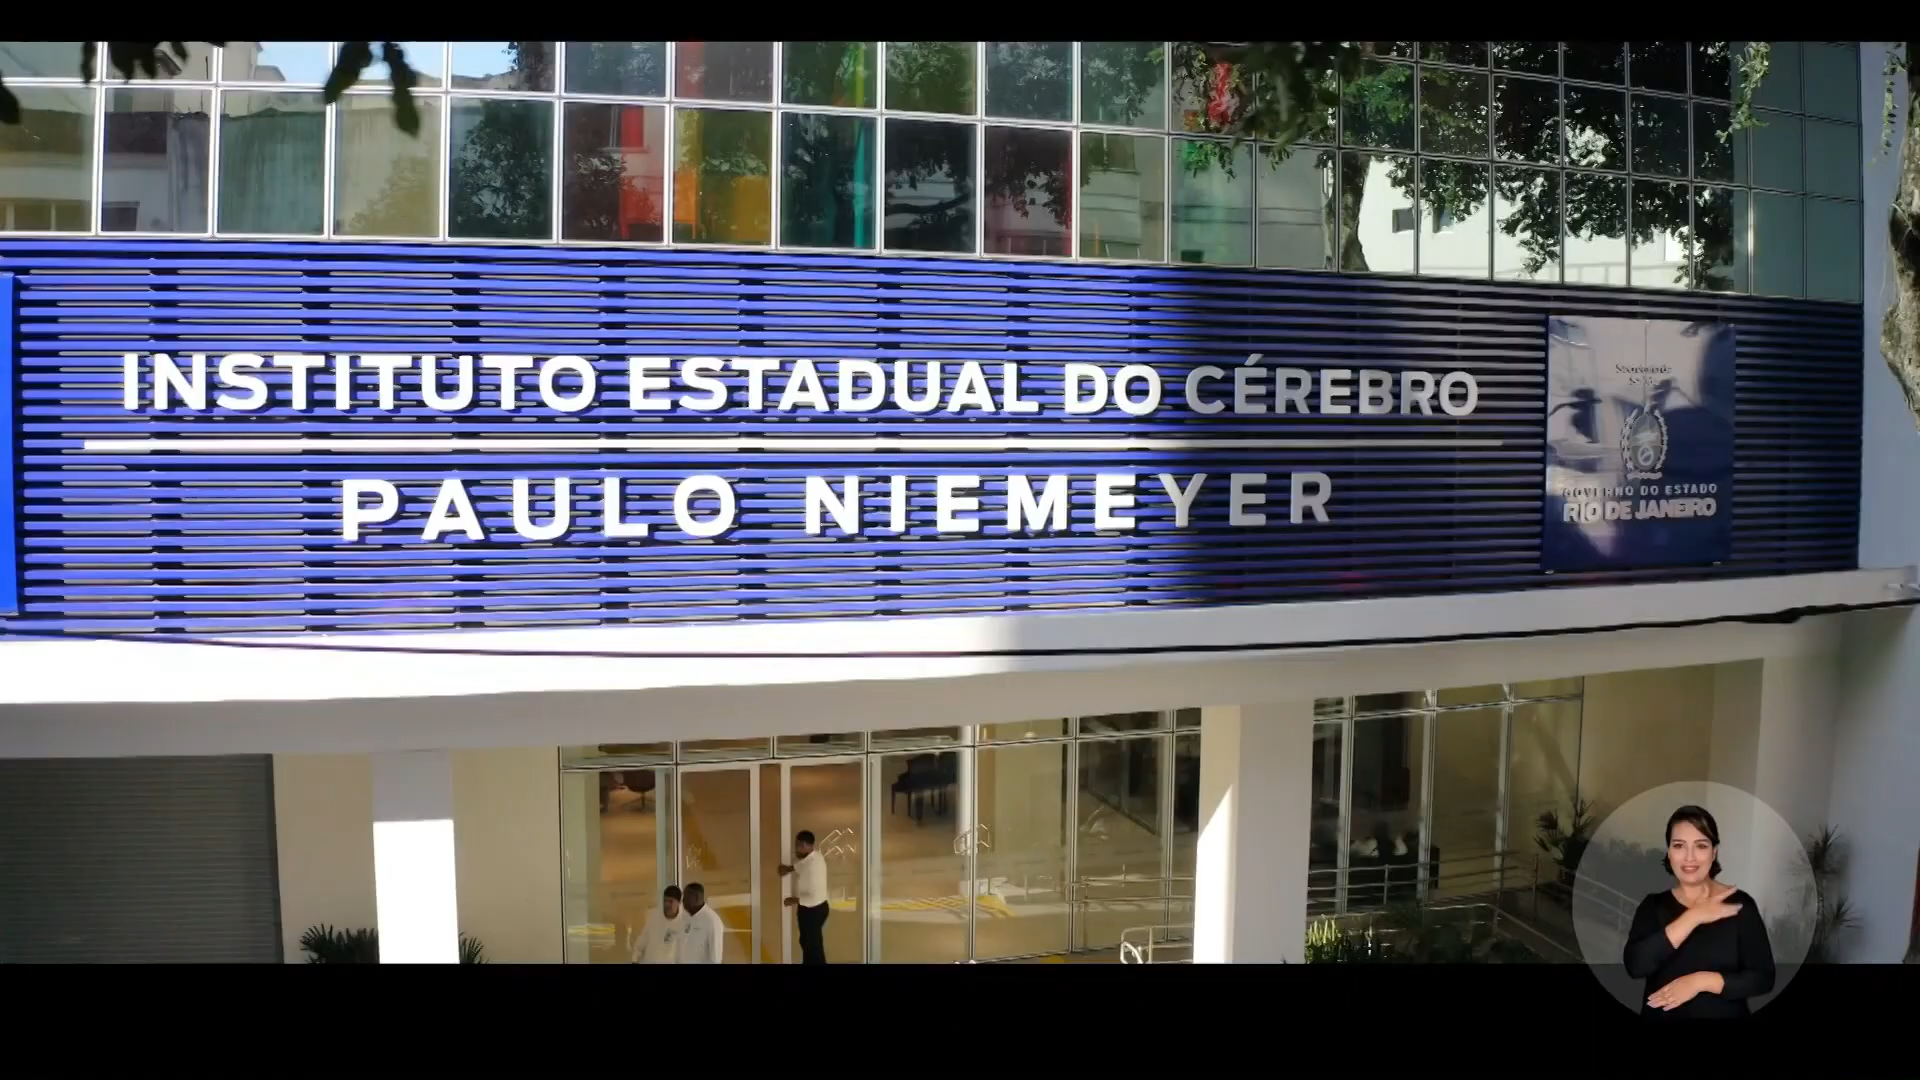 INSTITUTO ESTADUAL DO CÉREBRO
PAULO NIEMEYER
GOVERNO DO ESTADO
RIO DE JANEIRO